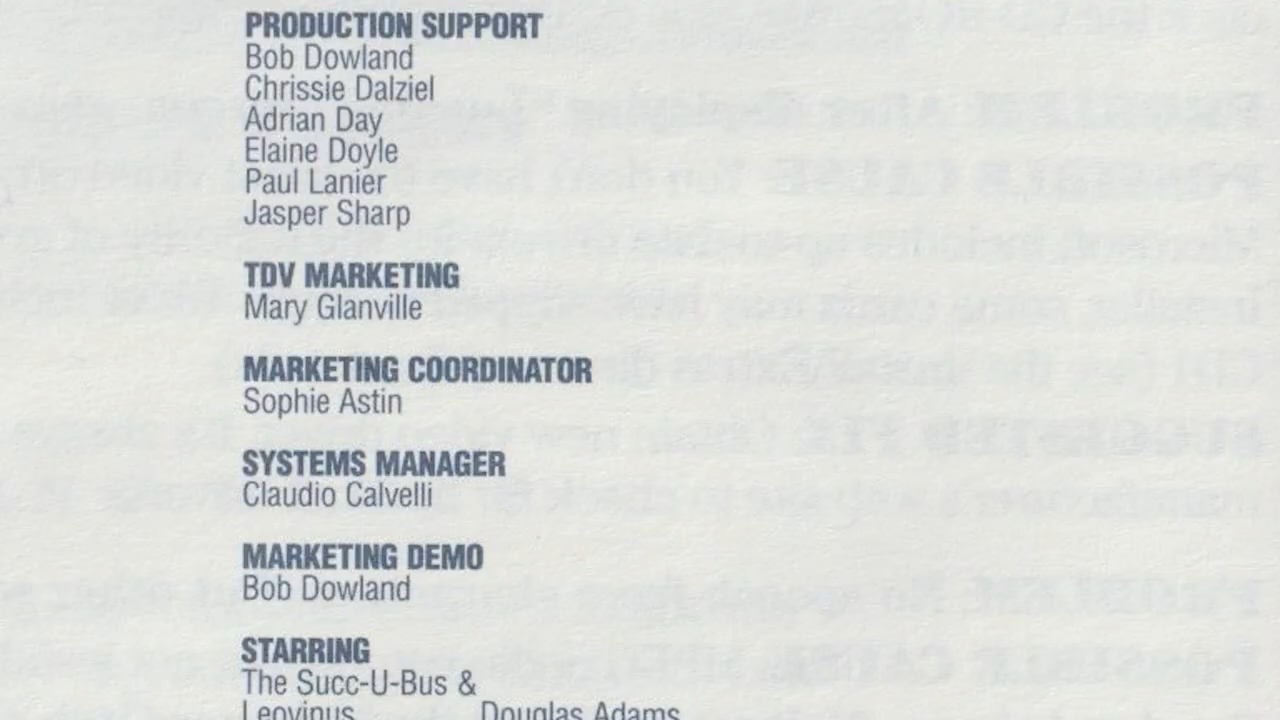 PRODUCTION SUPPORT
Bob Dowland
Chrissie Dalziel
Adrian Day
Elaine Doyle
Paul Lanier
Jasper Sharp
TDV MARKETING
Mary Glanville
MARKETING COORDINATOR
Sophie Astin
SYSTEMS MANAGER
Claudio Calvelli
MARKETING DEMO
Bob Dowland
STARRING
The Succ-U-Bus &
Leovinus Douglas Adams